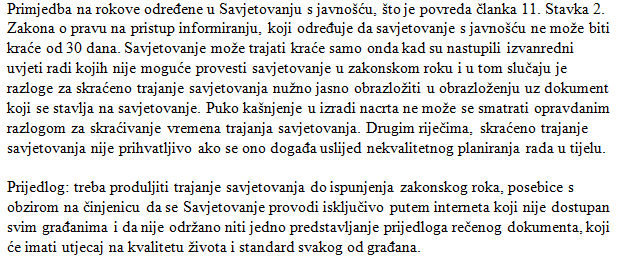 Primjedba na rokove određene u Savjetovanju s javnošću, što je povreda članka 11. Stavka 2.
Zakona o pravu na pristup informiranju, koji određuje da savjetovanje s javnošću ne može biti
kraće od 30 dana. Savjetovanje može trajati kraće samo onda kad su nastupili izvanredni
uvjeti radi kojih nije moguće provesti savjetovanje u zakonskom roku i u tom slučaju je
razloge za skraćeno trajanje savjetovanja nužno jasno obrazložiti u obrazloženju uz dokument
koji se stavlja na savjetovanje. Puko kašnjenje u izradi nacrta ne može se smatrati opravdanim
razlogom za skraćivanje vremena trajanja savjetovanja. Drugim riječima, skraćeno trajanje
savjetovanja nije prihvatljivo ako se ono događa uslijed nekvalitetnog planiranja rada u tijelu.
Prijedlog: treba produljiti trajanje savjetovanja do ispunjenja zakonskog roka, posebice s
obzirom na činjenicu da se Savjetovanje provodi isključivo putem interneta koji nije dostupan
svim građanima i da nije održano niti jedno predstavljanje prijedloga rečenog dokumenta, koji
će imati utjecaj na kvalitetu života i standard svakog od građana.